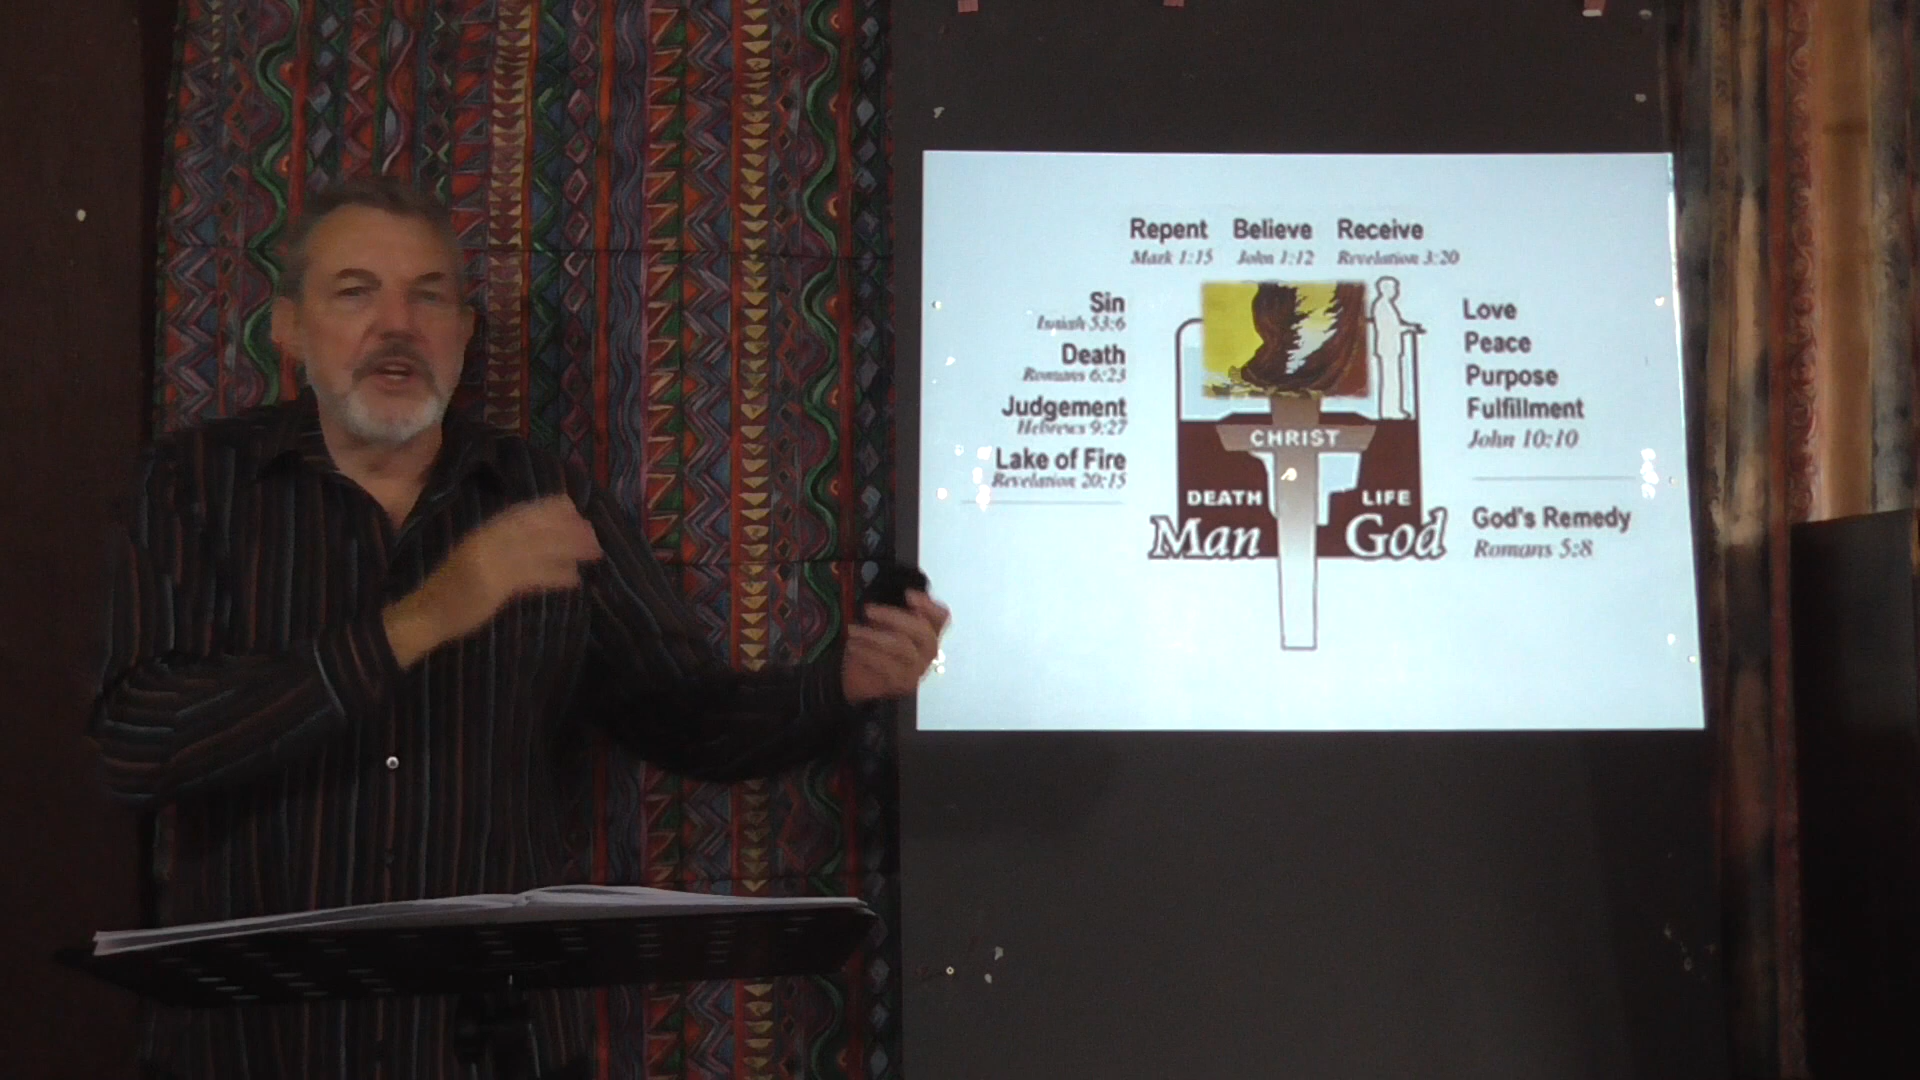 Repent Believe Receive
Mark 1:15 John 1:12 Revelation 3:20
Sin
Isaiah 53:6
Death
Romans 6:23
Judgement
Hebrews 9:27
Lake of Fire
Revelation 20:15
CHRIST
DEATH LIFE
Man God
Love
Peace
Purpose
Fulfillment
John 10:10
God's Remedy
Romans 5:8